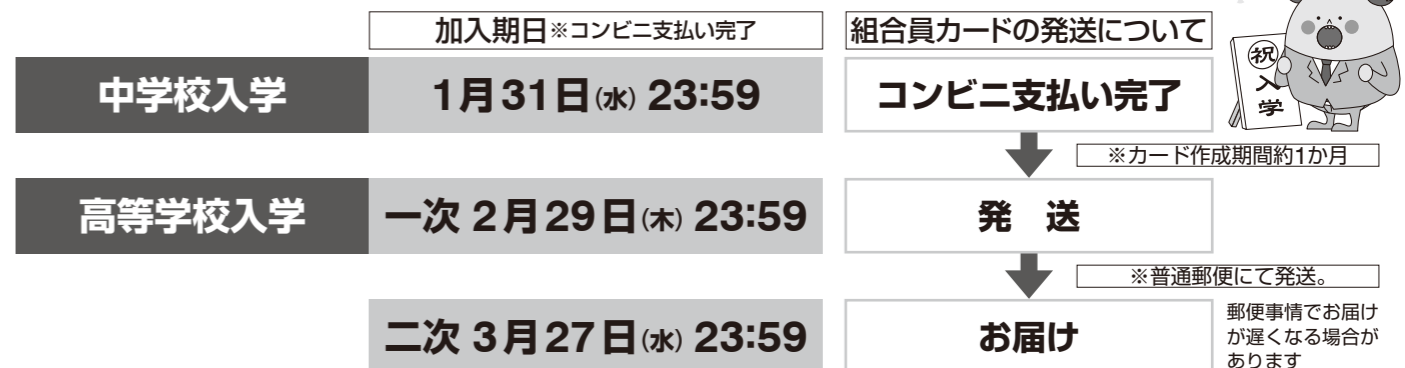 加入期日※コンビニ支払い完了
組合員カードの発送について
中学校入学
1月31日(水) 23:59
コンビニ支払い完了
祝
入
学
※カード作成期間約1か月
高等学校入学
一次 2月29日(木) 23:59
発 送
※普通郵便にて発送。
二次 3月27日(水) 23:59
お届け
郵便事情でお届け
が遅くなる場合が
あります